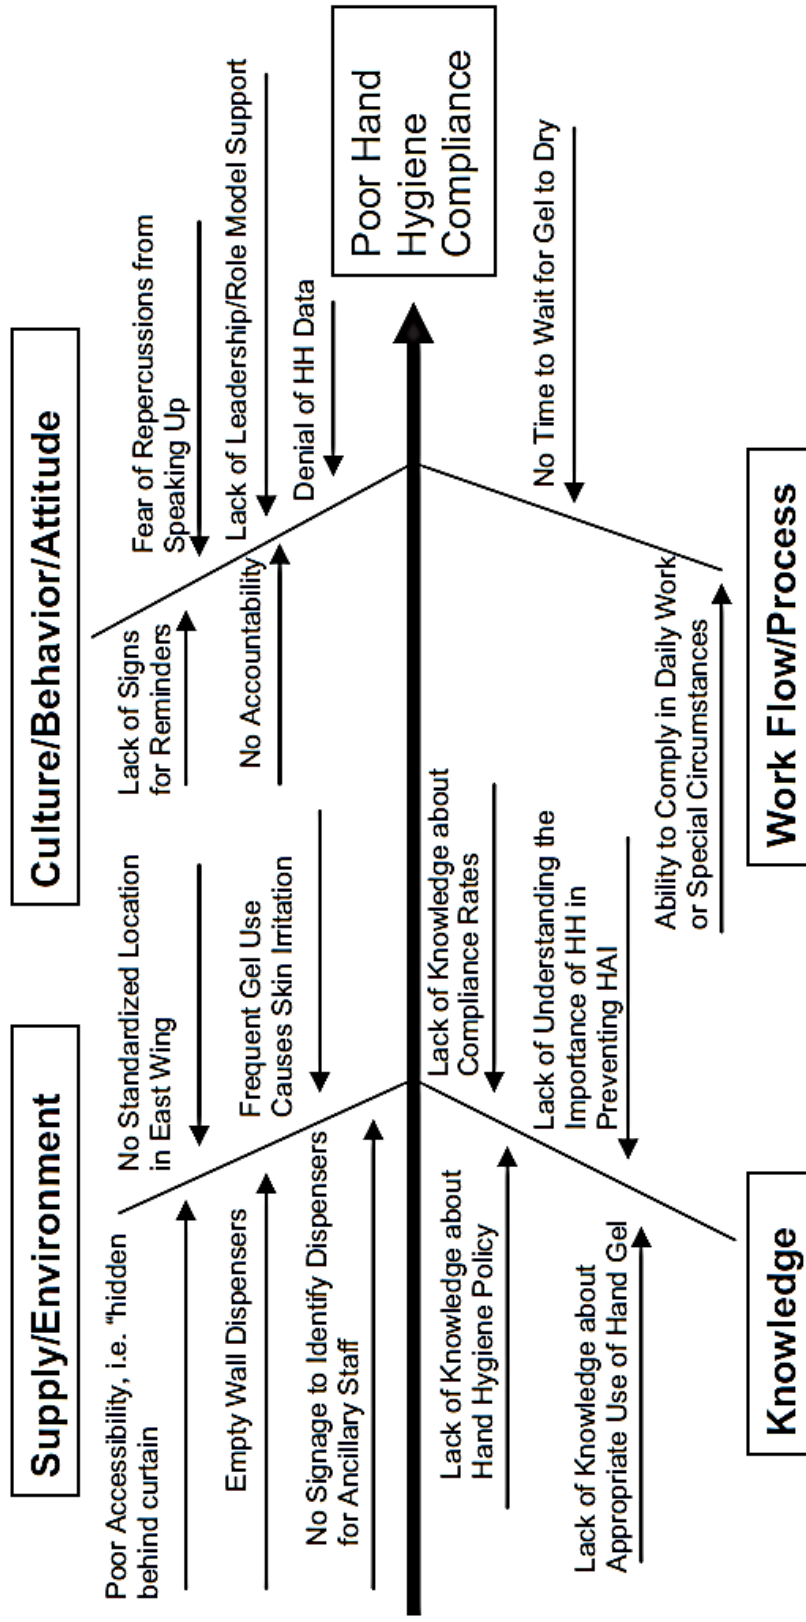 Supply/Environment
Culture/Behavior/Attitude
Poor Accessibility, i.e. “hidden
behind curtain
No Standardized Location
in East Wing
Empty Wall Dispensers
Frequent Gel Use
Causes Skin Irritation
No Signage to Identify Dispensers
for Ancillary Staff
Lack of Signs
for Reminders
Fear of Repercussions from
Speaking Up
No Accountability
Lack of Leadership/Role Model Support
Denial of HH Data
Poor Hand
Hygiene
Compliance
Lack of Knowledge about
Hand Hygiene Policy
Lack of Knowledge about
Compliance Rates
Lack of Knowledge about
Appropriate Use of Hand Gel
Lack of Understanding the
Importance of HH in
Preventing HAI
No Time to Wait for Gel to Dry
Ability to Comply in Daily Work
or Special Circumstances
Knowledge
Work Flow/Process